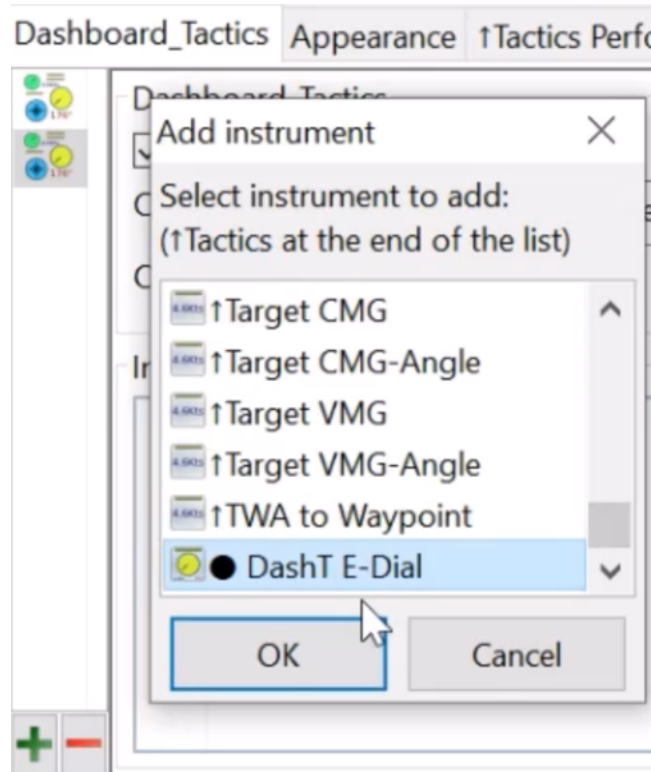 Dashboard_Tactics Appearance ↑Tactics Perfo
Dashboard_Tactics
Add instrument
Select instrument to add:
(↑Tactics at the end of the list)
↑Target CMG
↑Target CMG-Angle
↑Target VMG
↑Target VMG-Angle
↑TWA to Waypoint
● DashT E-Dial
OK Cancel